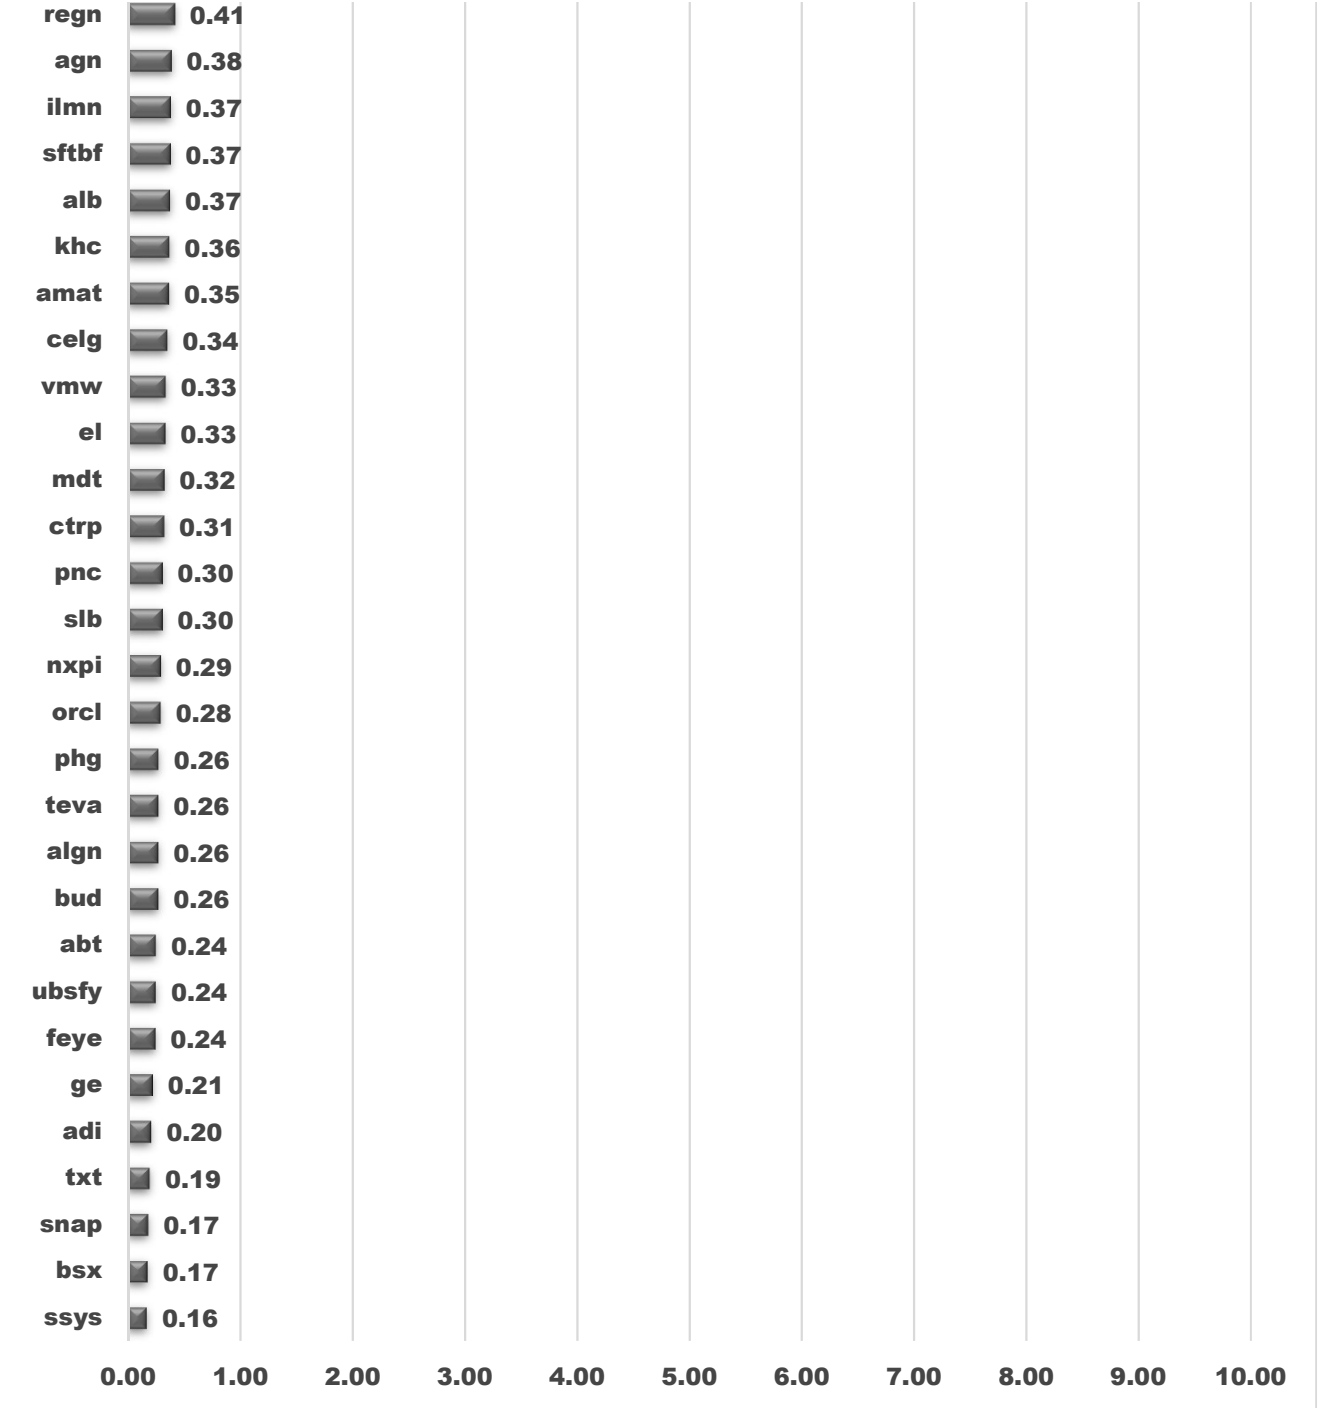 regn 0.41
agn 0.38
ilmn 0.37
sftbf 0.37
alb 0.37
khc 0.36
amat 0.35
celg 0.34
vmw 0.33
el 0.33
mdt 0.32
ctrp 0.31
pnc 0.30
slb 0.30
nxpi 0.29
orcl 0.28
phg 0.26
teva 0.26
algn 0.26
bud 0.26
abt 0.24
ubsfy 0.24
feye 0.24
ge 0.21
adi 0.20
txt 0.19
snap 0.17
bsx 0.17
ssys 0.16
0.00 1.00 2.00 3.00 4.00 5.00 6.00 7.00 8.00 9.00 10.00